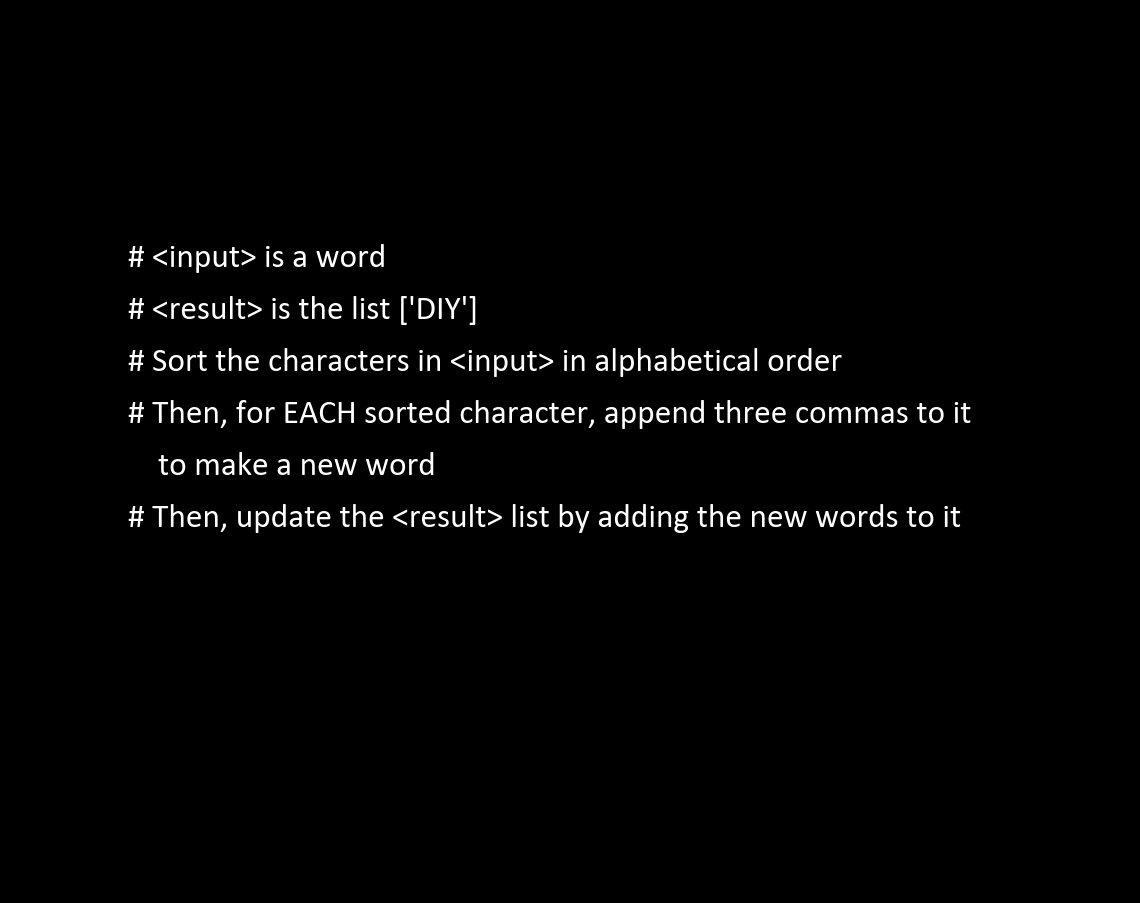 # <input> is a word
# <result> is the list ['DIY']
# Sort the characters in <input> in alphabetical order
# Then, for EACH sorted character, append three commas to it
to make a new word
# Then, update the <result> list by adding the new words to it